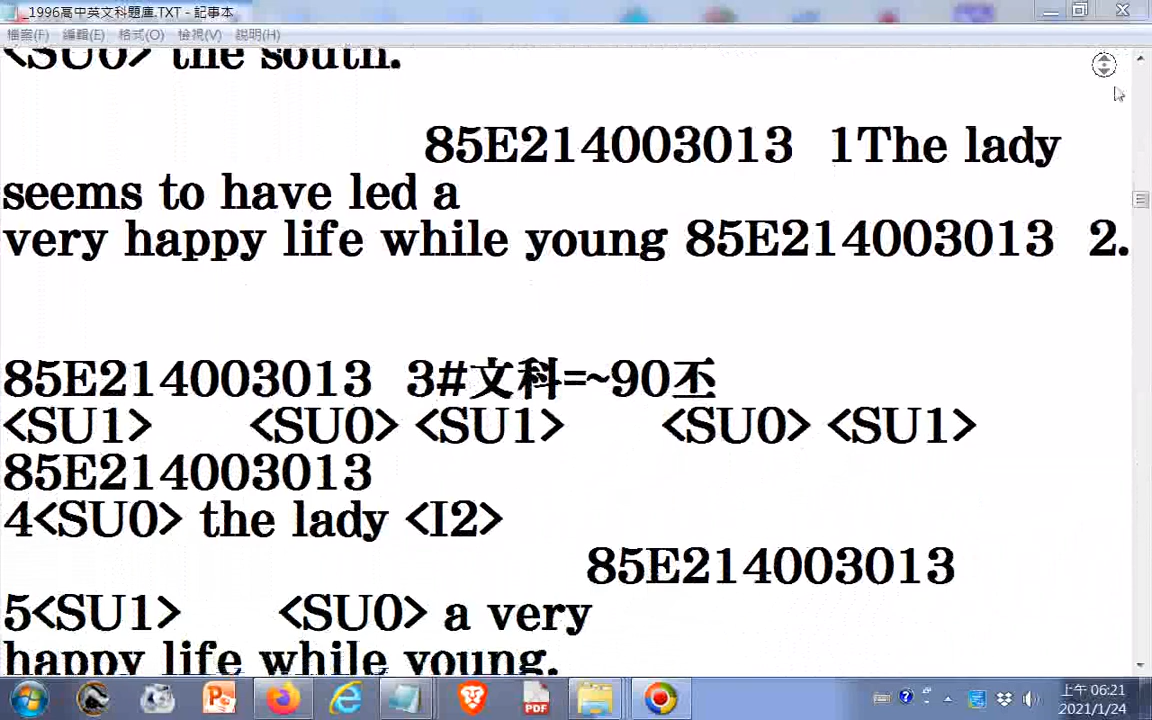 _1996高中英文科題庫.TXT - 記事本
檔案(F) 編輯(E) 格式(O) 檢視(V) 說明(H)
<SU0> the south.
85E214003013 1The lady
seems to have led a
very happy life while young 85E214003013 2.
85E214003013 3#文科=~90丕
<SU1> <SU0> <SU1> <SU0> <SU1>
85E214003013
4<SU0> the lady <I2>
85E214003013
5<SU1> <SU0> a very
happy life while young.
PDF
上午 06:21
2021/1/24